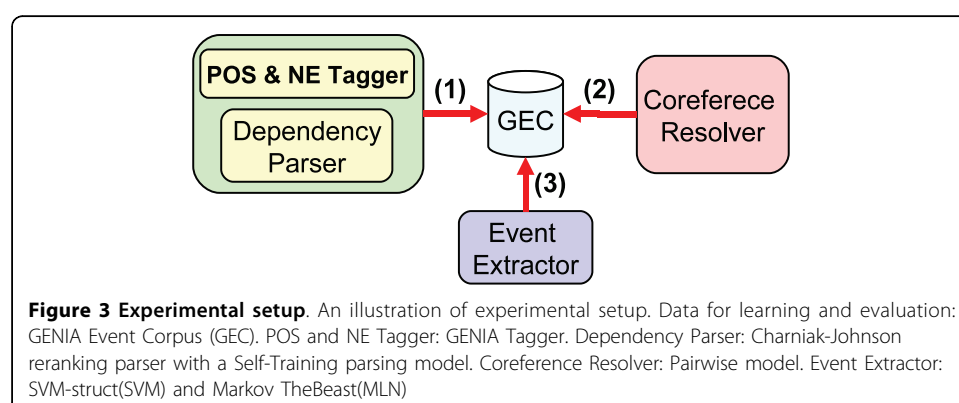 POS & NE Tagger
Dependency
Parser
(1)
GEC
(2)
Coreferece
Resolver
(3)
Event
Extractor
Figure 3 Experimental setup. An illustration of experimental setup. Data for learning and evaluation:
GENIA Event Corpus (GEC). POS and NE Tagger: GENIA Tagger. Dependency Parser: Charniak-Johnson
reranking parser with a Self-Training parsing model. Coreference Resolver: Pairwise model. Event Extractor:
SVM-struct(SVM) and Markov TheBeast(MLN)